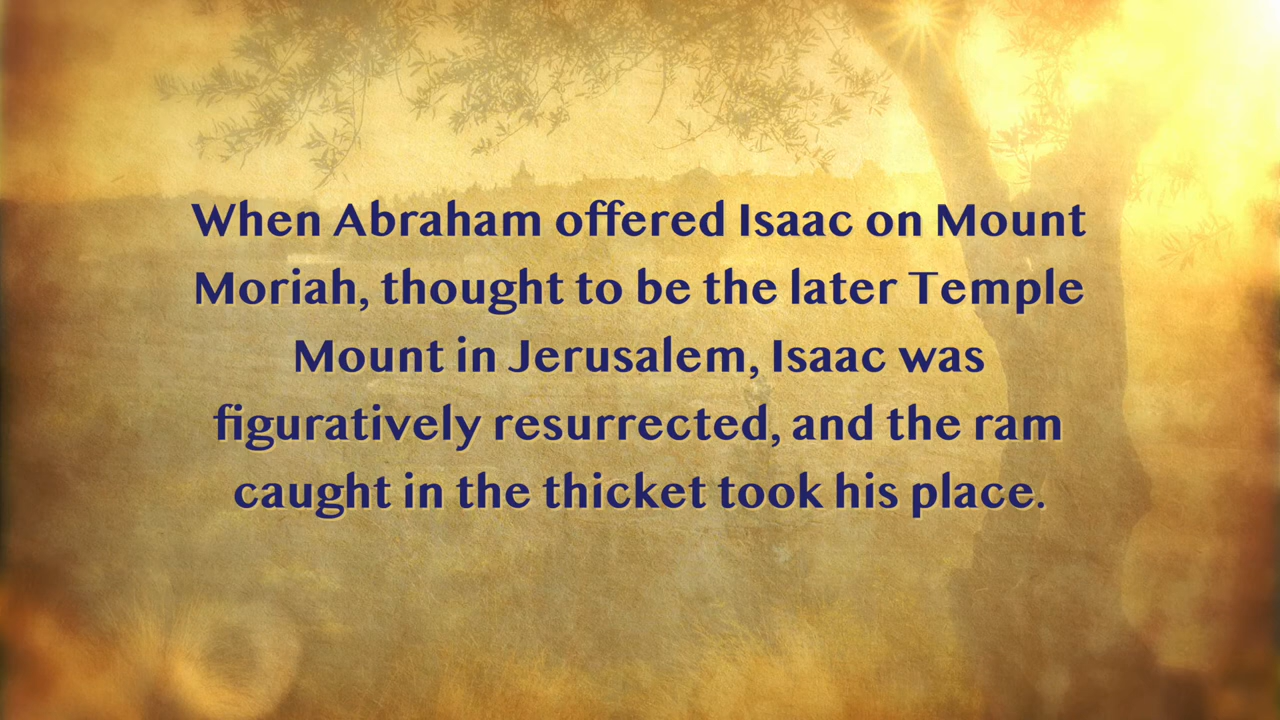 When Abraham offered Isaac on Mount
Moriah, thought to be the later Temple
Mount in Jerusalem, Isaac was
figuratively resurrected, and the ram
caught in the thicket took his place.